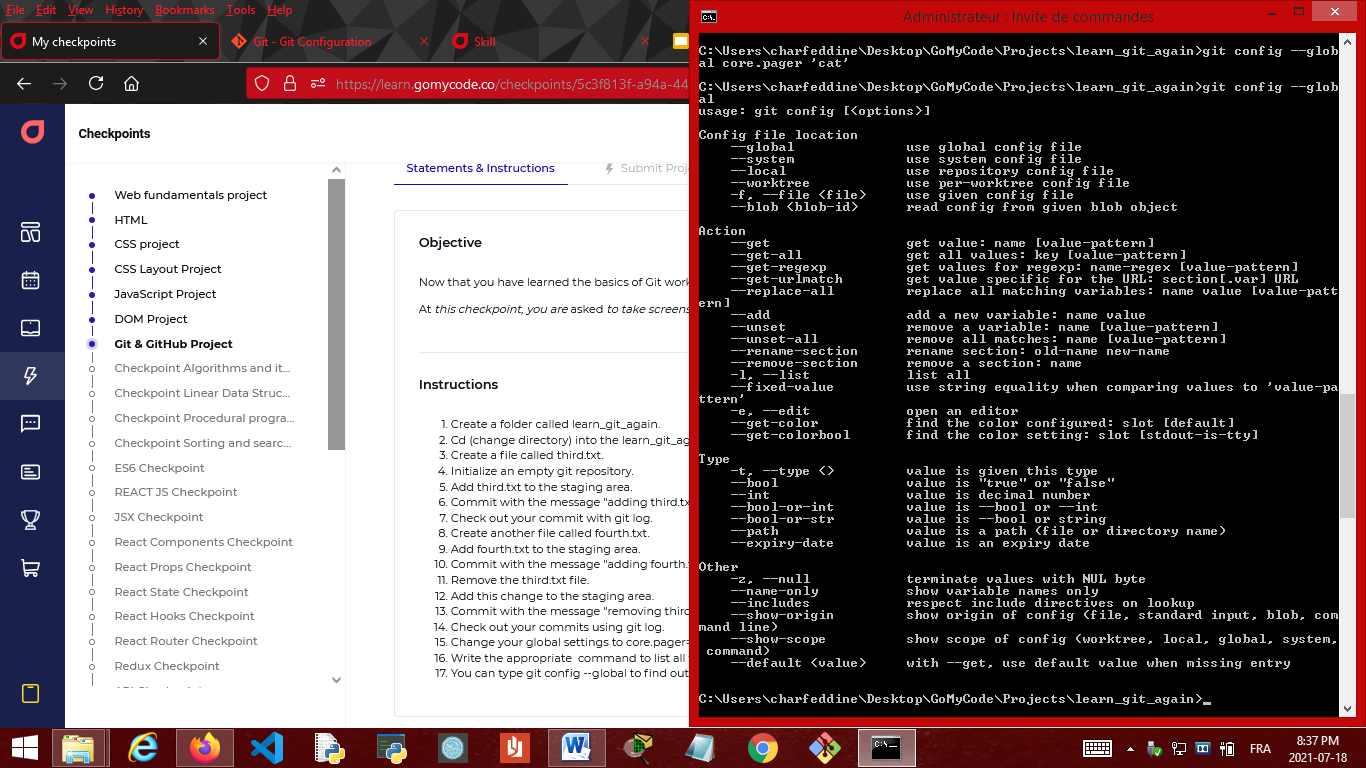 File Edit View History Bookmarks Tools Help
My checkpoints
Git - Git Configuration
Skill
https://learn.gomycode.co/checkpoints/5c3f813f-a94a-44
Checkpoints
Web fundamentals project
HTML
CSS project
CSS Layout Project
JavaScript Project
DOM Project
Git & GitHub Project
Checkpoint Algorithms and it...
Checkpoint Linear Data Struc...
Checkpoint Procedural progra...
Checkpoint Sorting and searc...
ES6 Checkpoint
REACT JS Checkpoint
JSX Checkpoint
React Components Checkpoint
React Props Checkpoint
React State Checkpoint
React Hooks Checkpoint
React Router Checkpoint
Redux Checkpoint
Statements & Instructions
Submit Proj
Objective
Now that you have learned the basics of Git work
At this checkpoint, you are asked to take screens
Instructions
1. Create a folder called learn_git_again.
2. Cd (change directory) into the learn_git_ag
3. Create a file called third.txt.
4. Initialize an empty git repository.
5. Add third.txt to the staging area.
6. Commit with the message "adding third.tx
7. Check out your commit with git log.
8. Create another file called fourth.txt.
9. Add fourth.txt to the staging area.
10. Commit with the message "adding fourth.t
11. Remove the third.txt file.
12. Add this change to the staging area.
13. Commit with the message "removing third
14. Check out your commits using git log.
15. Change your global settings to core.pager=
16. Write the appropriate command to list all
17. You can type git config --global to find out
Administrateur : Invite de commandes
C:\Users\charfeddine\Desktop\GoMyCode\Projects\learn_git_again>git config --glob
al core.pager 'cat'
C:\Users\charfeddine\Desktop\GoMyCode\Projects\learn_git_again>git config --glob
al
usage: git config [<options>]
Config file location
--global use global config file
--system use system config file
--local use repository config file
--worktree use per-worktree config file
-f, --file <file> use given config file
--blob <blob-id> read config from given blob object
Action
--get get value: name [value-pattern]
--get-all get all values: key [value-pattern]
--get-regexp get values for regexp: name-regex [value-pattern]
--get-urlmatch get value specific for the URL: section[.var] URL
--replace-all replace all matching variables: name value [value-patt
ern]
--add add a new variable: name value
--unset remove a variable: name [value-pattern]
--unset-all remove all matches: name [value-pattern]
--rename-section rename section: old-name new-name
--remove-section remove a section: name
-l, --list list all
--fixed-value use string equality when comparing values to 'value-pa
ttern'
-e, --edit open an editor
--get-color find the color configured: slot [default]
--get-colorbool find the color setting: slot [stdout-is-tty]
Type
-t, --type <> value is given this type
--bool value is "true" or "false"
--int value is decimal number
--bool-or-int value is --bool or --int
--bool-or-str value is --bool or string
--path value is a path (file or directory name)
--expiry-date value is an expiry date
Other
-z, --null terminate values with NUL byte
--name-only show variable names only
--includes respect include directives on lookup
--show-origin show origin of config (file, standard input, blob, com
mand line)
--show-scope show scope of config (worktree, local, global, system,
command)
--default <value> with --get, use default value when missing entry
C:\Users\charfeddine\Desktop\GoMyCode\Projects\learn_git_again>_
FRA
8:37 PM
2021-07-18